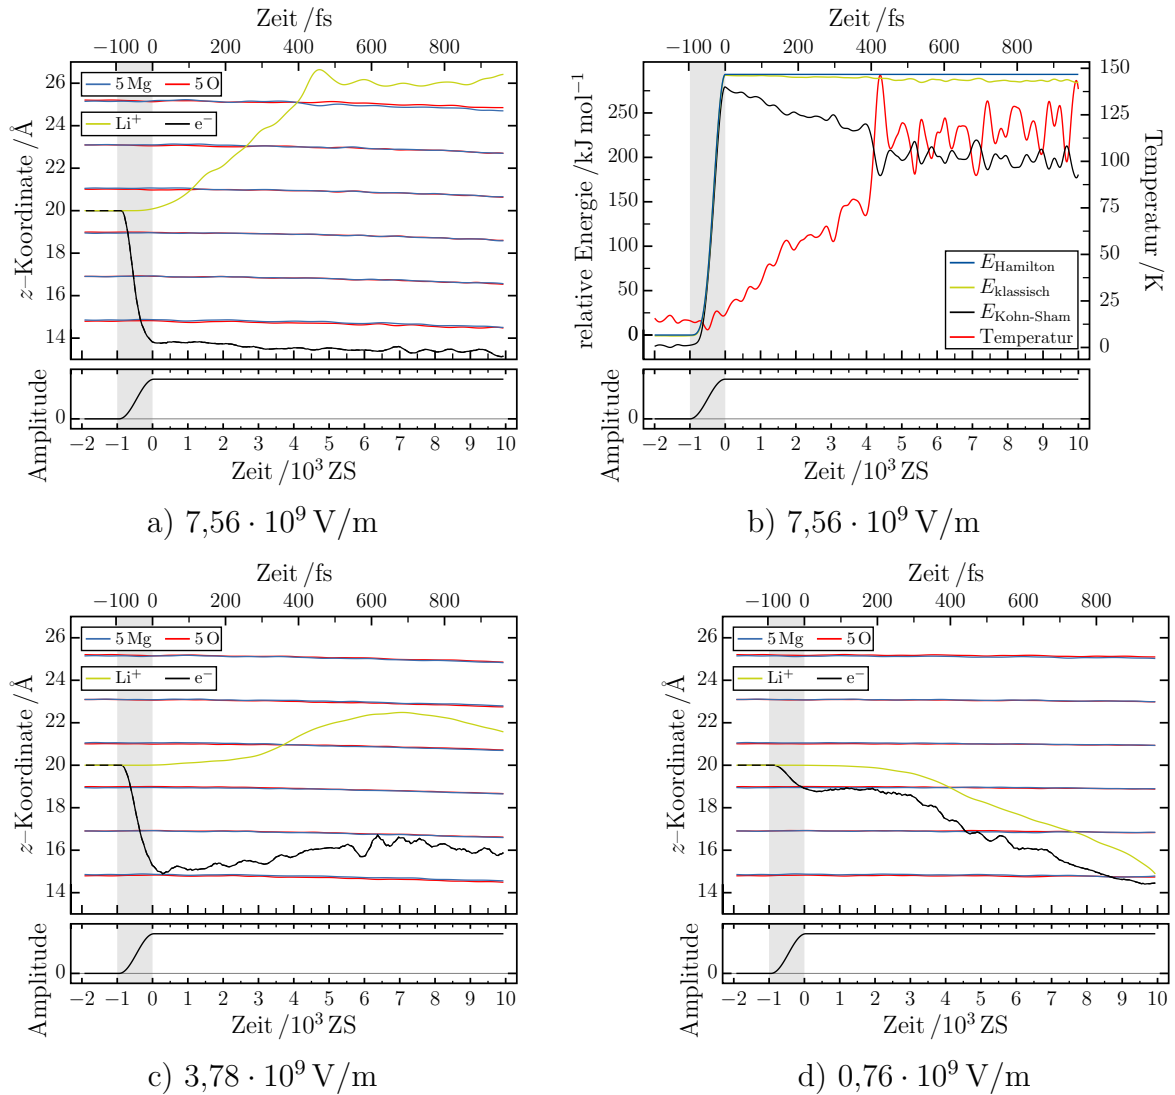 Zeit /fs
−100 0 200 400 600 800
26
24
22
20
18
16
14
z–Koordinate /Å
5 Mg 5 O
Li⁺ e⁻
Amplitude
0
−2 −1 0 1 2 3 4 5 6 7 8 9 10
Zeit /10³ ZS
a) 7,56 · 10⁹ V/m
Zeit /fs
−100 0 200 400 600 800
250
200
150
100
50
0
relative Energie /kJ mol⁻¹
150
125
100
75
50
25
0
Temperatur /K
E_Hamilton
E_klassisch
E_Kohn-Sham
Temperatur
Amplitude
0
−2 −1 0 1 2 3 4 5 6 7 8 9 10
Zeit /10³ ZS
b) 7,56 · 10⁹ V/m
Zeit /fs
−100 0 200 400 600 800
26
24
22
20
18
16
14
z–Koordinate /Å
5 Mg 5 O
Li⁺ e⁻
Amplitude
0
−2 −1 0 1 2 3 4 5 6 7 8 9 10
Zeit /10³ ZS
c) 3,78 · 10⁹ V/m
Zeit /fs
−100 0 200 400 600 800
26
24
22
20
18
16
14
z–Koordinate /Å
5 Mg 5 O
Li⁺ e⁻
Amplitude
0
−2 −1 0 1 2 3 4 5 6 7 8 9 10
Zeit /10³ ZS
d) 0,76 · 10⁹ V/m